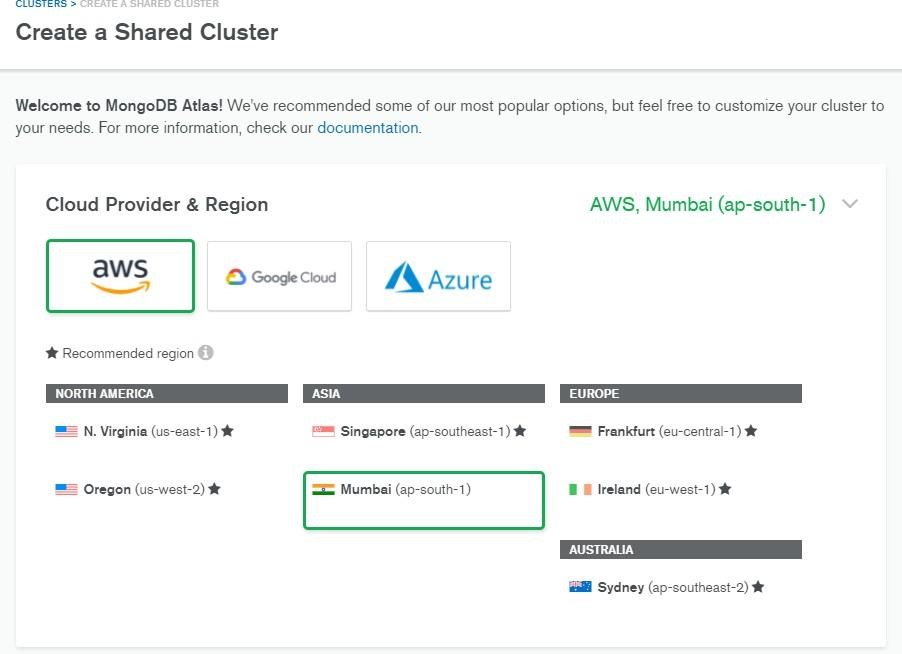 CLUSTERS > CREATE A SHARED CLUSTER
Create a Shared Cluster
Welcome to MongoDB Atlas! We've recommended some of our most popular options, but feel free to customize your cluster to
your needs. For more information, check our documentation.
Cloud Provider & Region
AWS, Mumbai (ap-south-1)
aws
Google Cloud
Azure
★ Recommended region
NORTH AMERICA
N. Virginia (us-east-1) ★
Oregon (us-west-2) ★
ASIA
Singapore (ap-southeast-1) ★
Mumbai (ap-south-1)
EUROPE
Frankfurt (eu-central-1) ★
Ireland (eu-west-1) ★
AUSTRALIA
Sydney (ap-southeast-2) ★